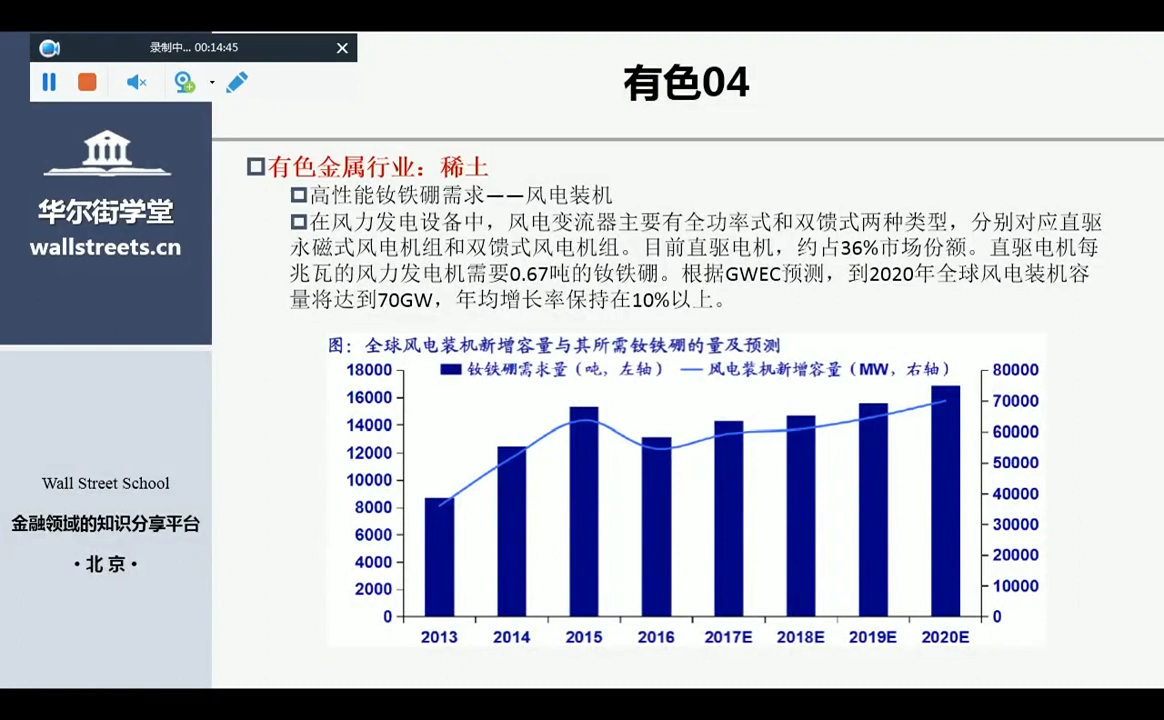 录制中... 00:14:45
有色04
华尔街学堂
wallstreets.cn
Wall Street School
金融领域的知识分享平台
·北京·
有色金属行业：稀土
高性能钕铁硼需求——风电装机
在风力发电设备中，风电变流器主要有全功率式和双馈式两种类型，分别对应直驱
永磁式风电机组和双馈式风电机组。目前直驱电机，约占36%市场份额。直驱电机每
兆瓦的风力发电机需要0.67吨的钕铁硼。根据GWEC预测，到2020年全球风电装机容
量将达到70GW，年均增长率保持在10%以上。
图：全球风电装机新增容量与其所需钕铁硼的量及预测
钕铁硼需求量（吨，左轴） 风电装机新增容量（MW，右轴）
18000 80000
16000 70000
14000 60000
12000 50000
10000 40000
8000 30000
6000 20000
4000 10000
2000 0
0
2013 2014 2015 2016 2017E 2018E 2019E 2020E